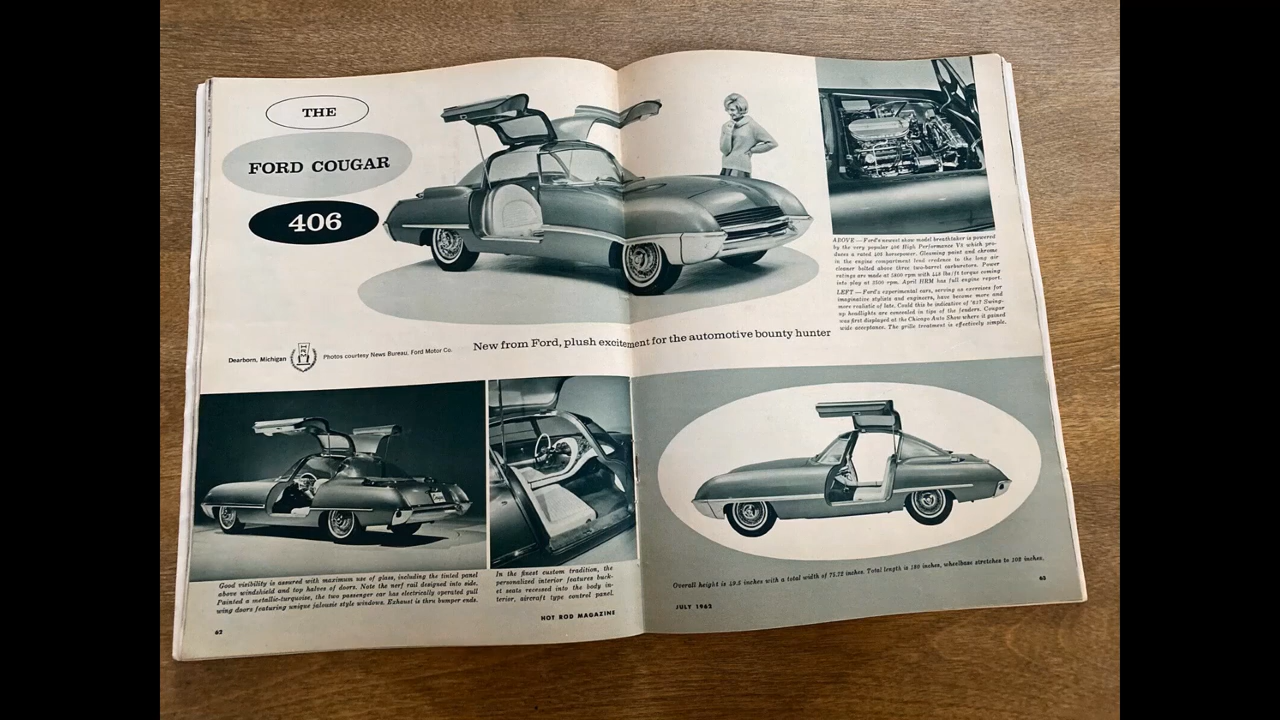 THE
FORD COUGAR
406
ABOVE — Ford's newest show model breathtaker is powered
by the very popular 406 High Performance V8 which pro-
duces a rated 405 horsepower. Gleaming paint and chrome
in the engine compartment lend credence to the long air
cleaner bolted above three two-barrel carburetors. Power
ratings are made at 5800 rpm with 448 lbs/ft torque coming
into play at 3500 rpm. April HRM has full engine report.
LEFT — Ford's experimental cars, serving as exercises for
imaginative stylists and engineers, have become more and
more realistic of late. Could this be indicative of '63? Swing-
up headlights are concealed in tips of the fenders. Cougar
was first displayed at the Chicago Auto Show where it gained
wide acceptance. The grille treatment is effectively simple.
New from Ford, plush excitement for the automotive bounty hunter
Dearborn, Michigan
Photos courtesy News Bureau, Ford Motor Co.
Good visibility is assured with maximum use of glass, including the tinted panel
above windshield and top halves of doors. Note the nerf rail designed into side.
Painted a metallic-turquoise, the two passenger car has electrically operated gull
wing doors featuring unique jalousie style windows. Exhaust is thru bumper ends.
In the finest custom tradition, the
personalized interior features buck-
et seats recessed into the body in-
terior, aircraft type control panel.
62
HOT ROD MAGAZINE
Overall height is 49.5 inches with a total width of 71.72 inches. Total length is 180 inches, wheelbase stretches to 102 inches.
JULY 1962
63